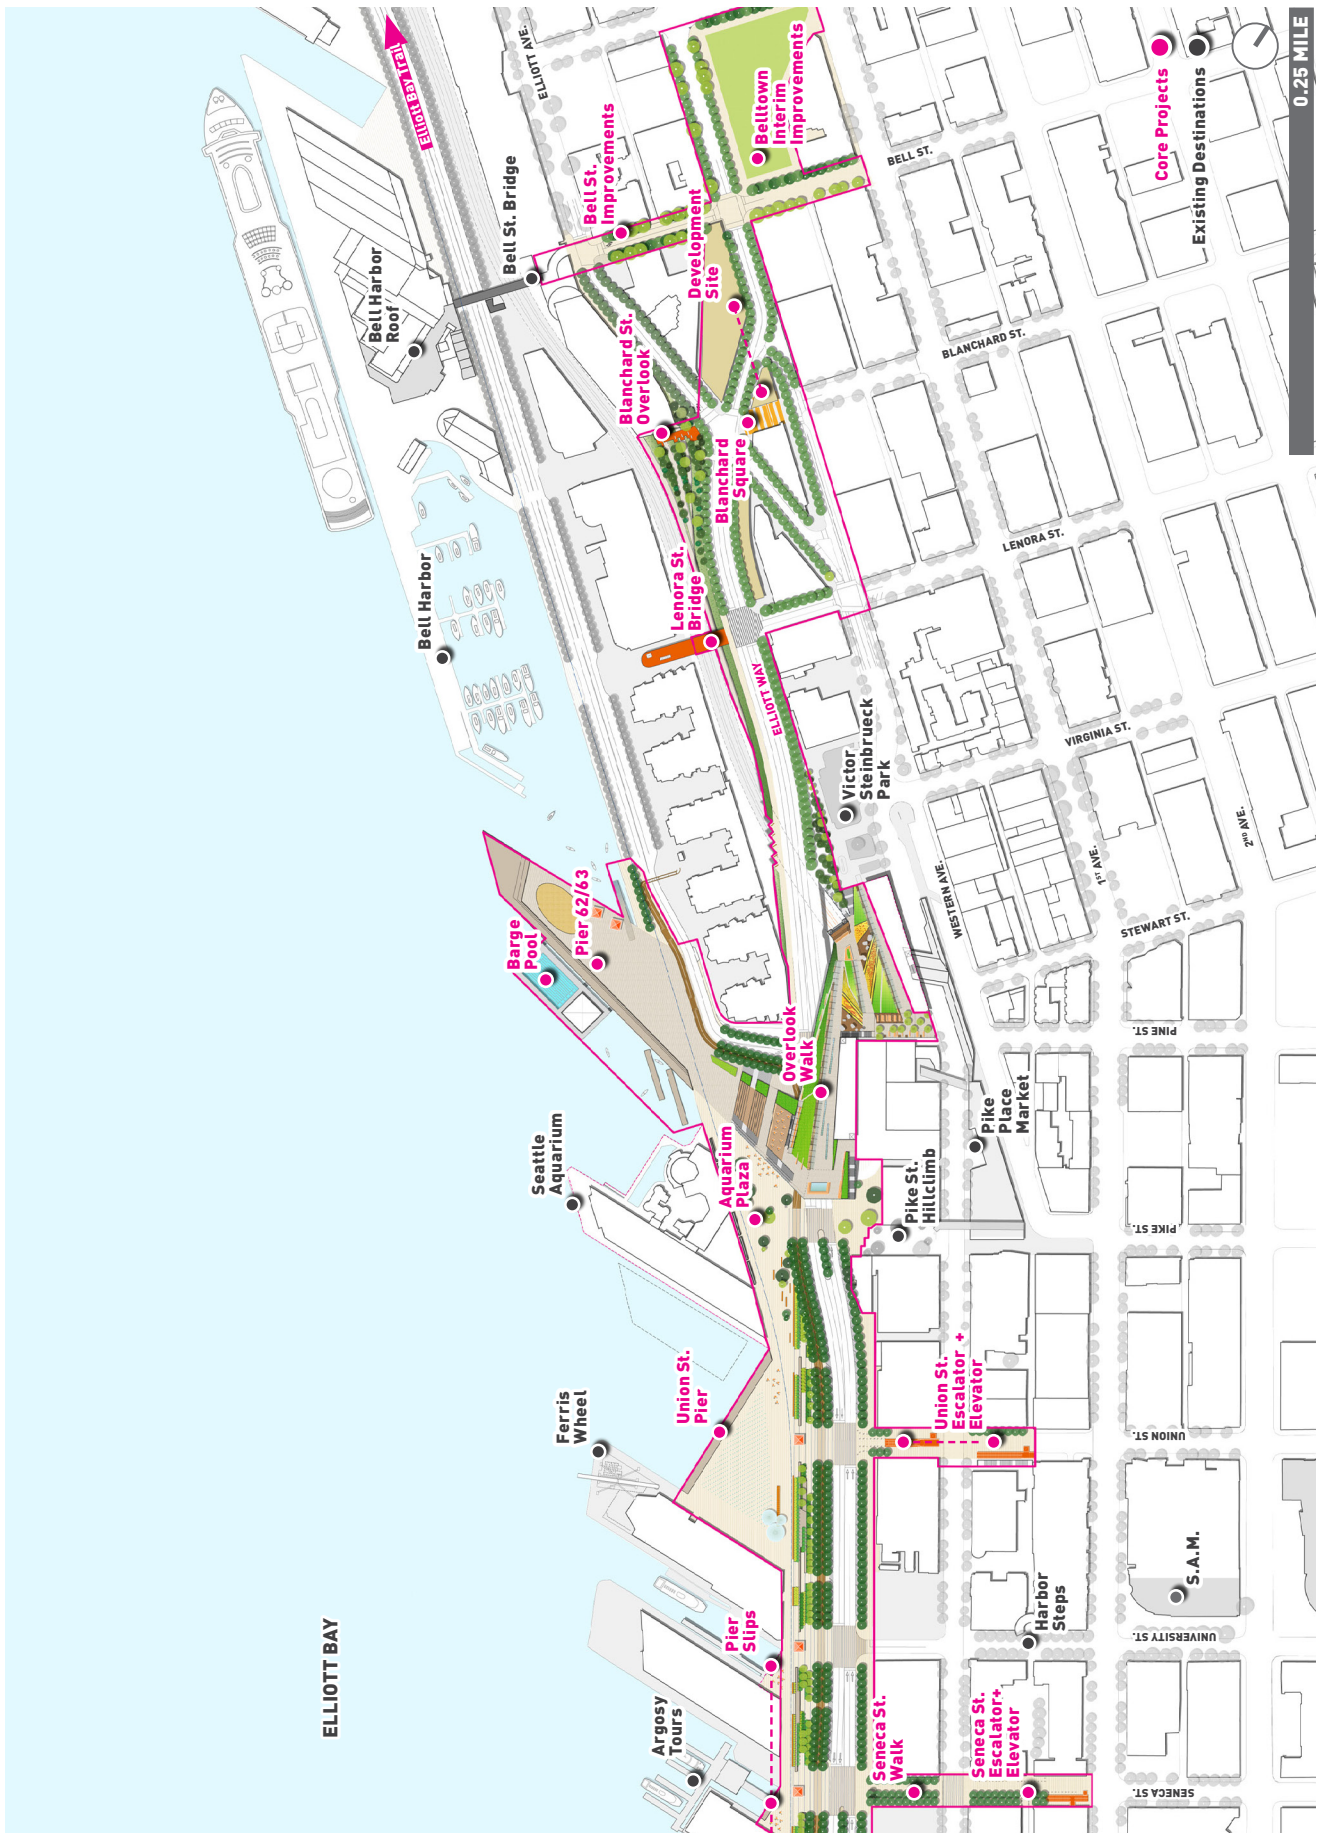 ELLIOTT BAY
Argosy
Tours
Pier
Slips
Seneca St.
Walk
Seneca St.
Escalator+
Elevator
SENECA ST.
Harbor
Steps
UNIVERSITY ST.
S.A.M.
Ferris
Wheel
Union St.
Pier
Union St.
Escalator +
Elevator
UNION ST.
Seattle
Aquarium
Aquarium
Plaza
Pike St.
Hillclimb
PIKE ST.
Pike
Place
Market
Overlook
Walk
PINE ST.
Barge
Pool
Pier 62/63
STEWART ST.
WESTERN AVE.
1ST AVE.
2ND AVE.
Victor
Steinbrueck
Park
VIRGINIA ST.
ELLIOTT WAY
Bell Harbor
Lenora St.
Bridge
LENORA ST.
Blanchard
Square
Blanchard St.
Overlook
BLANCHARD ST.
Bell Harbor
Roof
Development
Site
Bell St. Bridge
Bell St.
Improvements
BELL ST.
Belltown
Interim
Improvements
ELLIOTT AVE.
Elliott Bay Trail
Core Projects
Existing Destinations
0.25 MILE